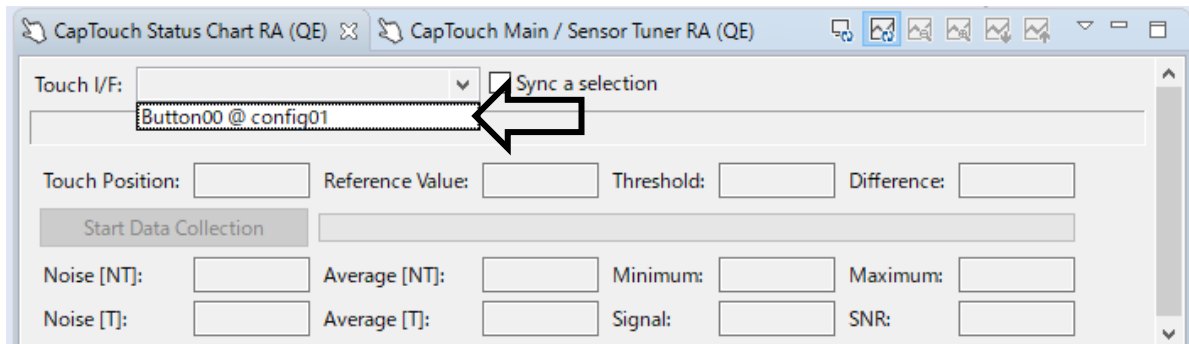 CapTouch Status Chart RA (QE) CapTouch Main / Sensor Tuner RA (QE)
Touch I/F: Sync a selection
Button00 @ config01
Touch Position: Reference Value: Threshold: Difference:
Start Data Collection
Noise [NT]: Average [NT]: Minimum: Maximum:
Noise [T]: Average [T]: Signal: SNR: